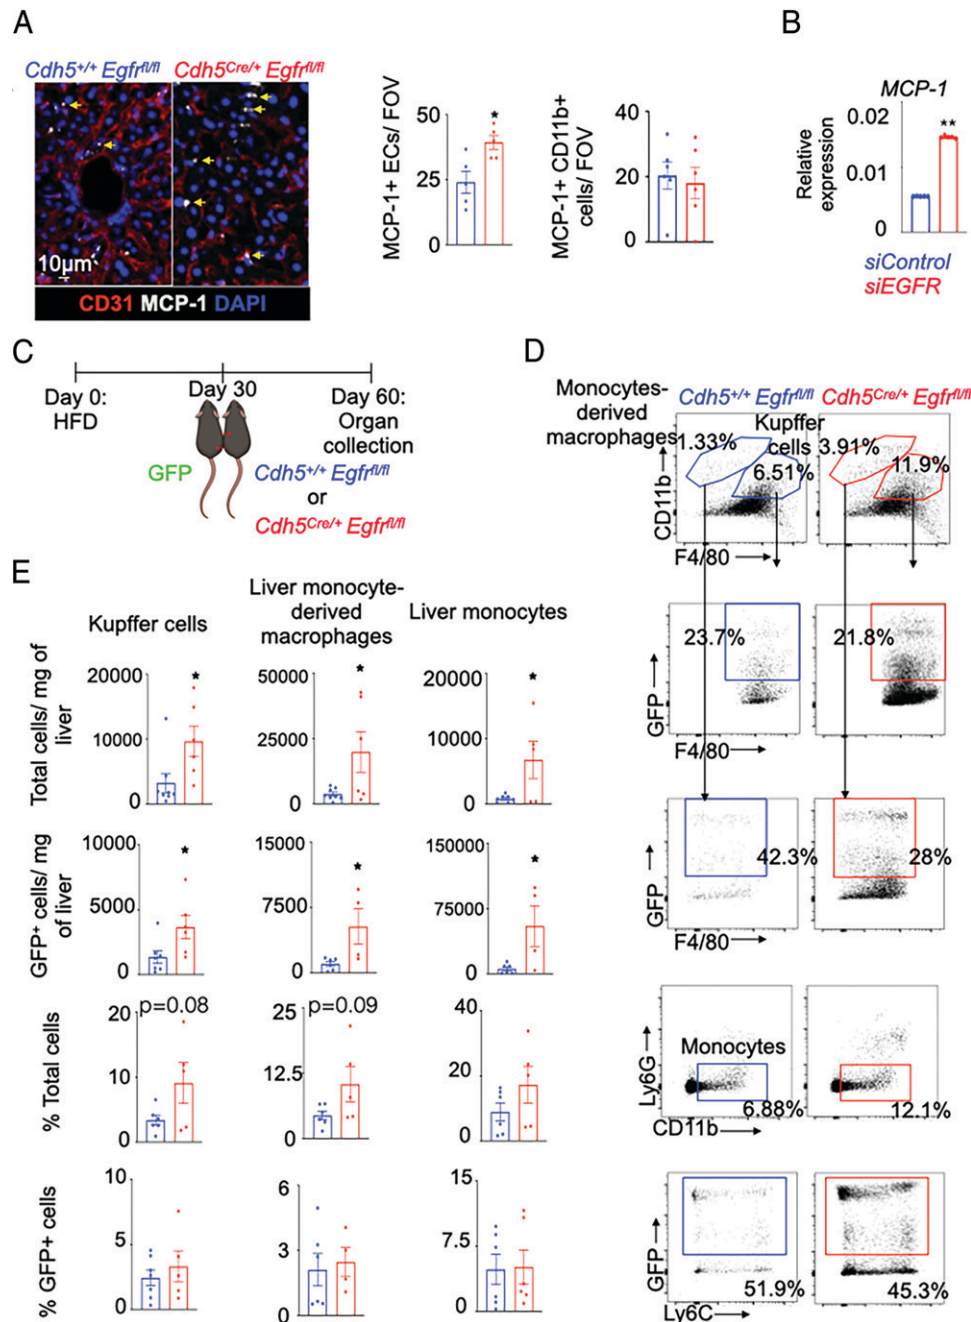 A
Cdh5+/+ Egfrfl/fl
Cdh5Cre/+ Egfrfl/fl
10µm
CD31 MCP-1 DAPI
MCP-1+ ECs/ FOV
50
25
0
*
MCP-1+ CD11b+
cells/ FOV
40
20
0
B
MCP-1
Relative
expression
0.02
0.01
0.00
**
siControl
siEGFR
C
Day 0:
HFD
Day 30
Day 60:
Organ
collection
GFP
Cdh5+/+ Egfrfl/fl
or
Cdh5Cre/+ Egfrfl/fl
D
Monocytes-
derived
macrophages
Cdh5+/+ Egfrfl/fl
Cdh5Cre/+ Egfrfl/fl
Kupffer
cells
1.33%
6.51%
3.91%
11.9%
CD11b
F4/80
23.7%
21.8%
GFP
F4/80
42.3%
28%
GFP
F4/80
Monocytes
Ly6G
6.88%
12.1%
CD11b
GFP
51.9%
45.3%
Ly6C
E
Kupffer cells
Liver monocyte-
derived
macrophages
Liver monocytes
Total cells/ mg of
liver
20000
10000
0
*
50000
25000
0
*
20000
10000
0
*
GFP+ cells/ mg
of liver
10000
5000
0
*
15000
7500
0
*
150000
75000
0
*
% Total cells
20
10
0
p=0.08
25
12.5
0
p=0.09
40
20
0
% GFP+ cells
10
5
0
6
3
0
15
7.5
0